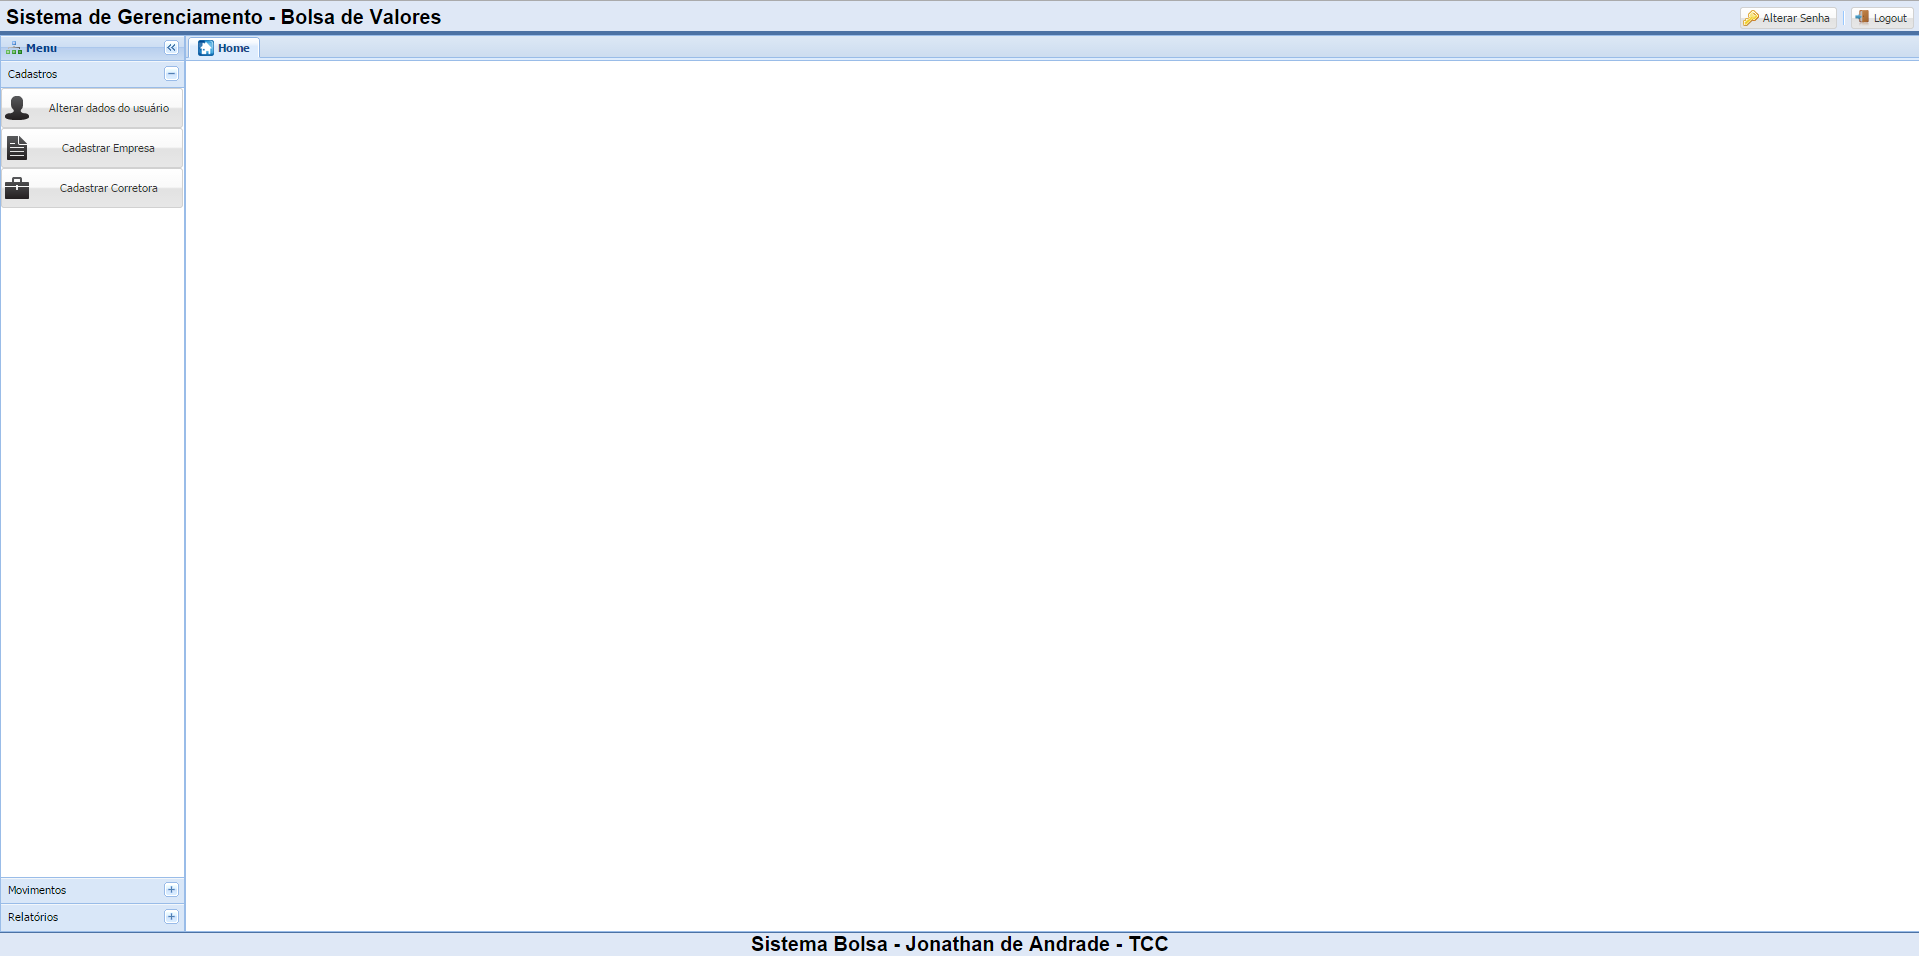 Sistema de Gerenciamento - Bolsa de Valores
Alterar Senha
Logout
Menu
Home
Cadastros
Alterar dados do usuário
Cadastrar Empresa
Cadastrar Corretora
Movimentos
Relatórios
Sistema Bolsa - Jonathan de Andrade - TCC